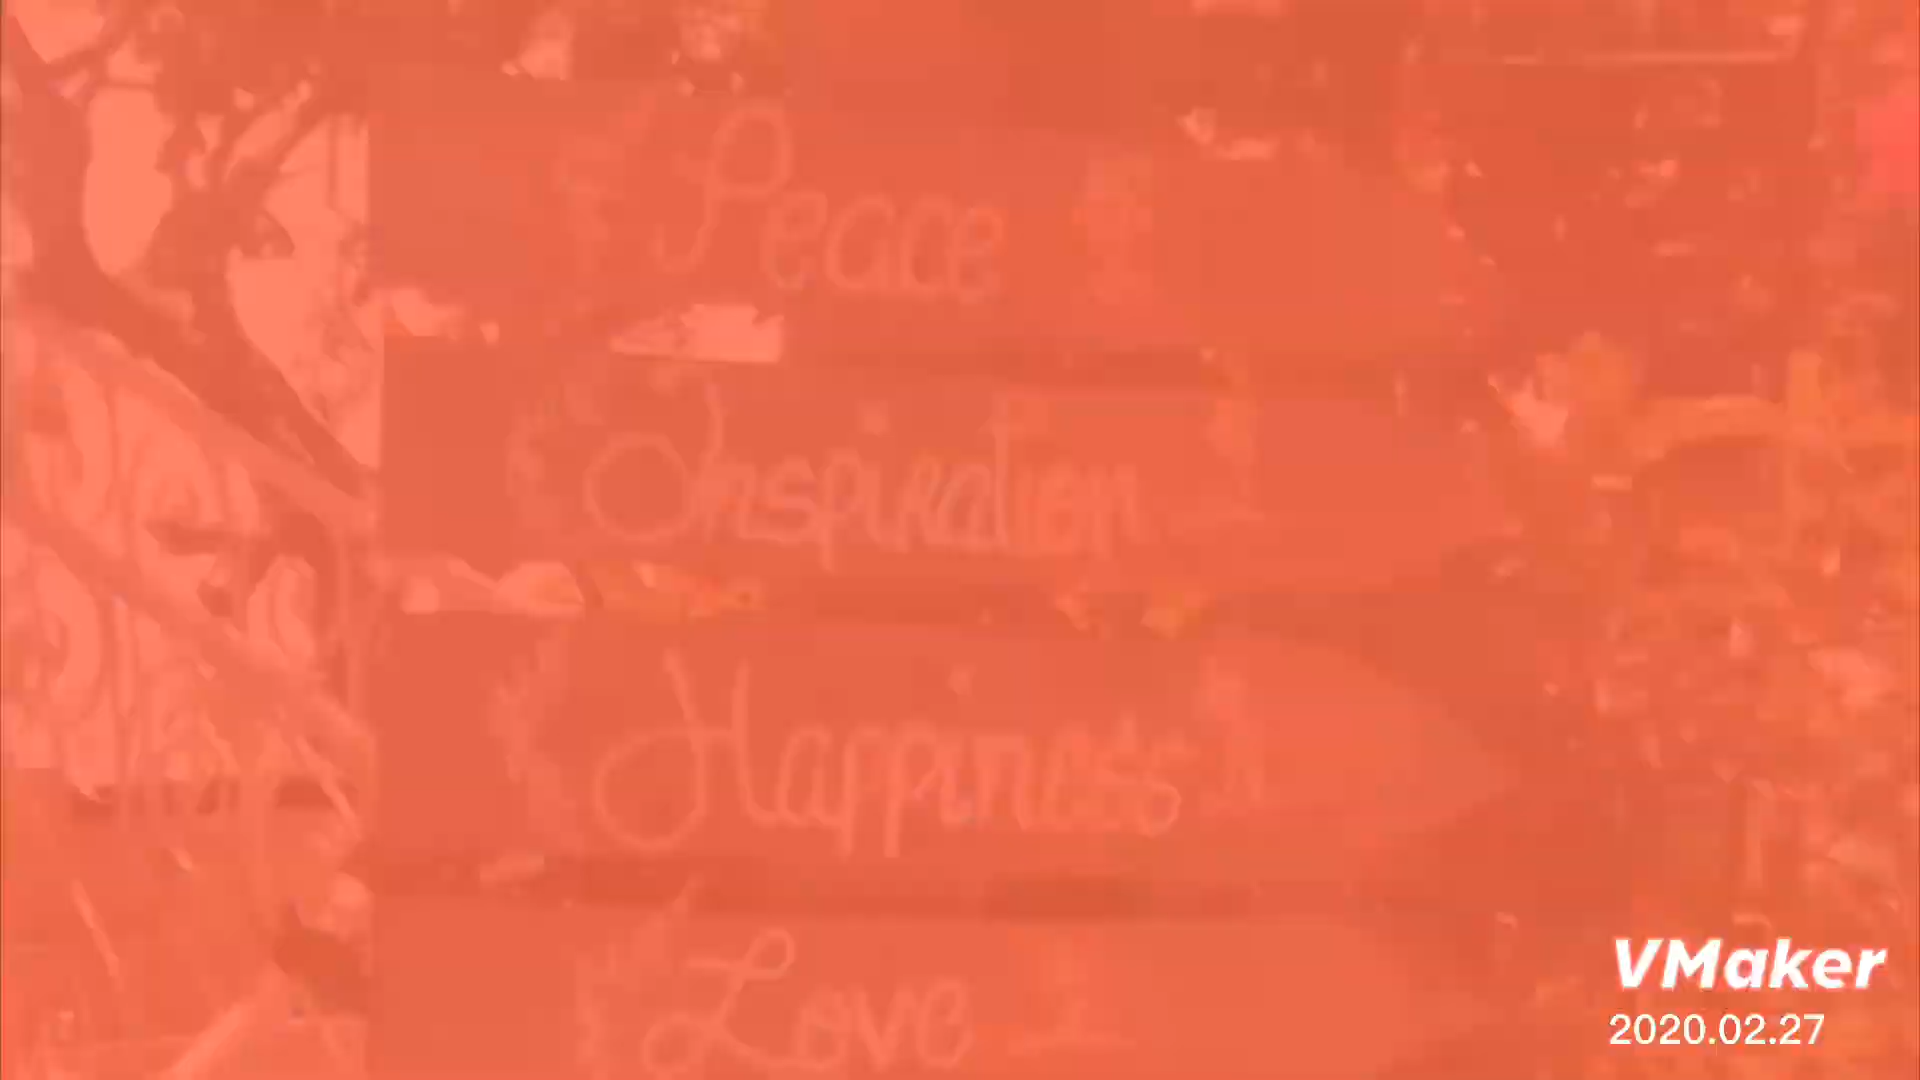 Peace
Inspiration
Happiness
Love
VMaker
2020.02.27